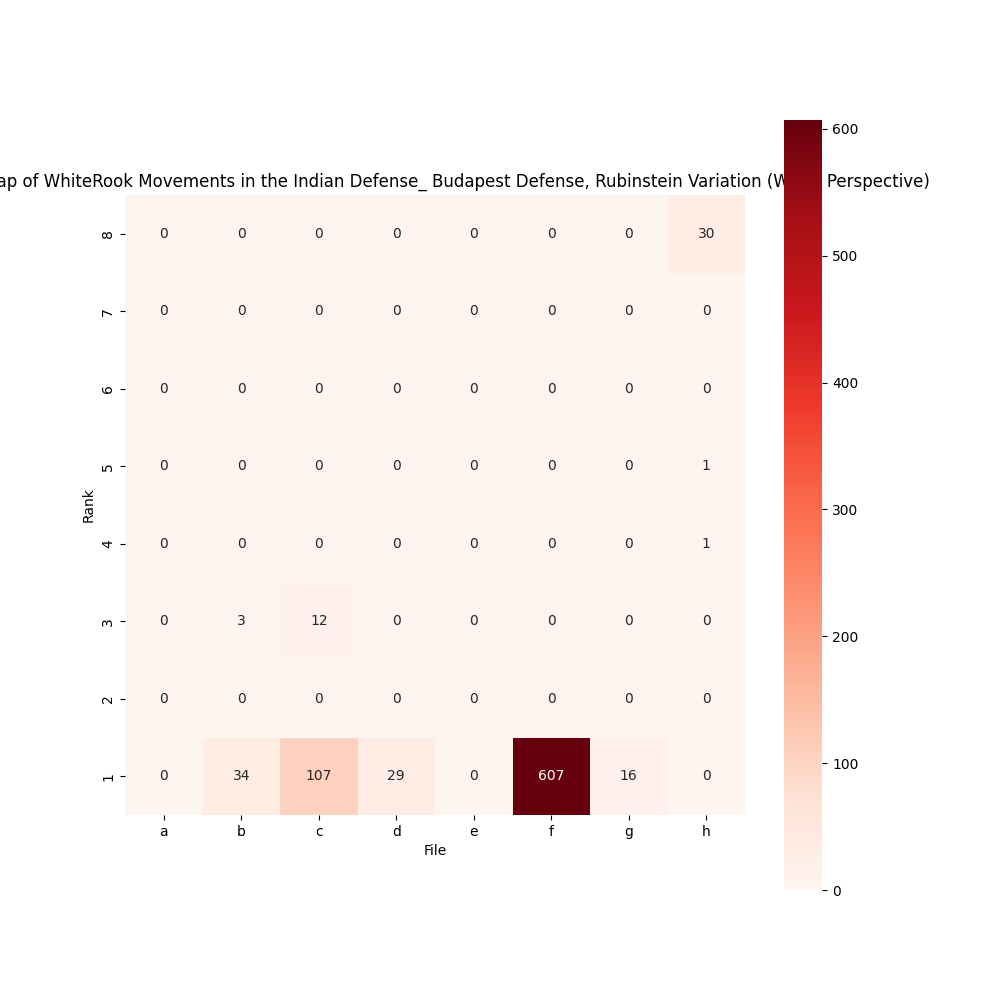 ap of WhiteRook Movements in the Indian Defense_ Budapest Defense, Rubinstein Variation (W Perspective)
8 0 0 0 0 0 0 0 30
7 0 0 0 0 0 0 0 0
6 0 0 0 0 0 0 0 0
5 0 0 0 0 0 0 0 1
4 0 0 0 0 0 0 0 1
3 0 3 12 0 0 0 0 0
2 0 0 0 0 0 0 0 0
1 0 34 107 29 0 607 16 0
a b c d e f g h
File
Rank
600
500
400
300
200
100
0